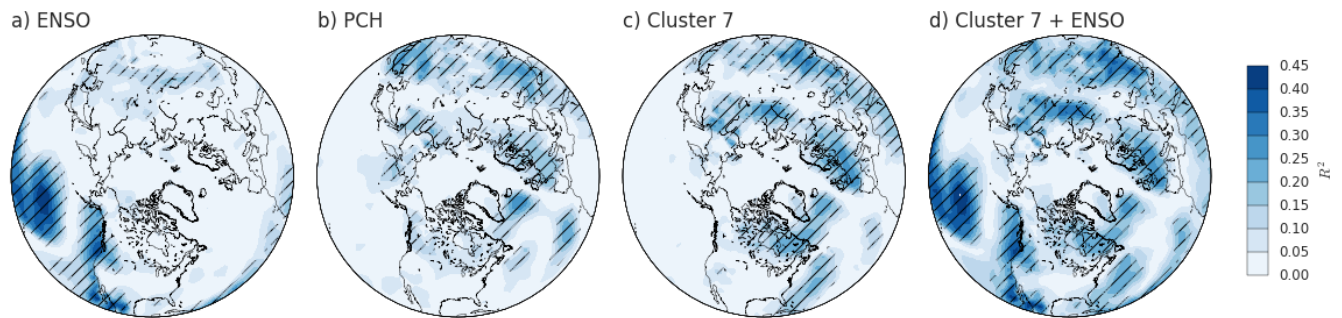 a) ENSO
b) PCH
c) Cluster 7
d) Cluster 7 + ENSO
0.45
0.40
0.35
0.30
0.25
0.20
0.15
0.10
0.05
0.00
R²